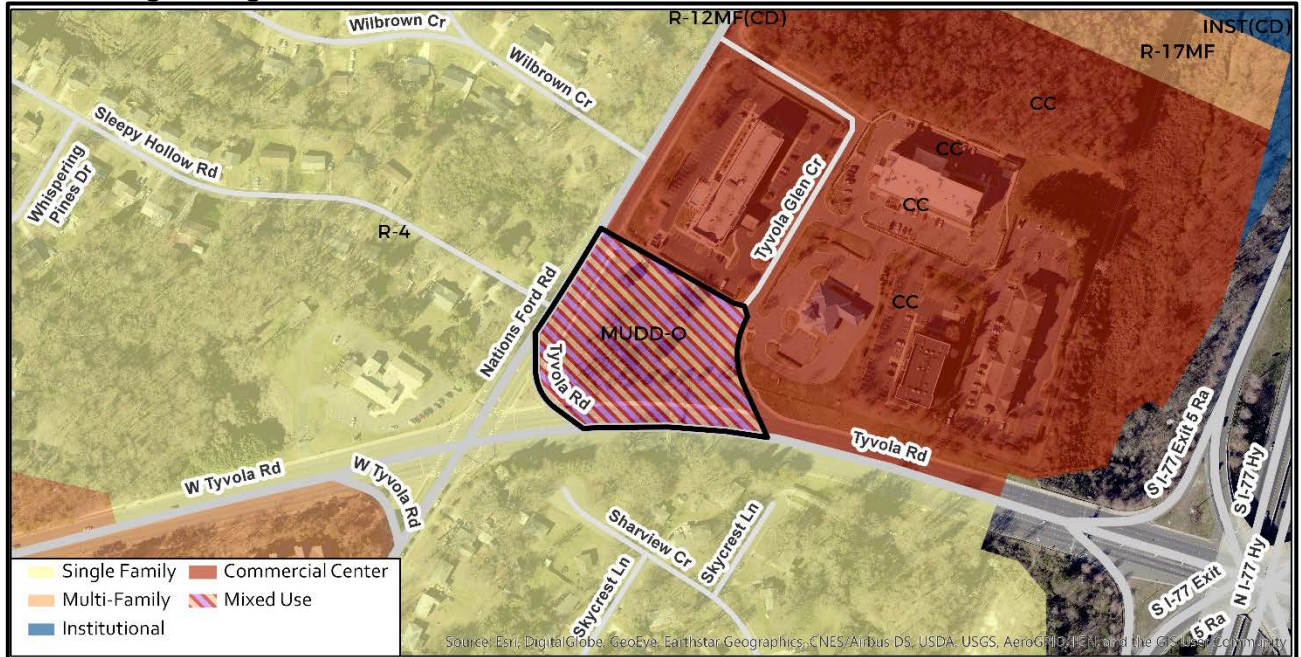 R-12MF(CD)
INST(CD)
R-17MF
Wilbrown Cr
Wilbrown Cr
CC
Sleepy Hollow Rd
Whispering
Pines Dr
CC
CC
R-4
Tyvola Glen Cr
Nations Ford Rd
CC
MUDD-O
Tyvola Rd
Tyvola Rd
W Tyvola Rd
W Tyvola Rd
S I-77 Exit 5 Ra
S I-77 Hy
Sharview Cr
Skycrest Ln
Skycrest Ln
S I-77 Exit
5 Ra
N I-77 Hy
Single Family
Commercial Center
Multi-Family
Mixed Use
Institutional
Source: Esri, DigitalGlobe, GeoEye, Earthstar Geographics, CNES/Airbus DS, USDA, USGS, AeroGRID, IGN, and the GIS User Community